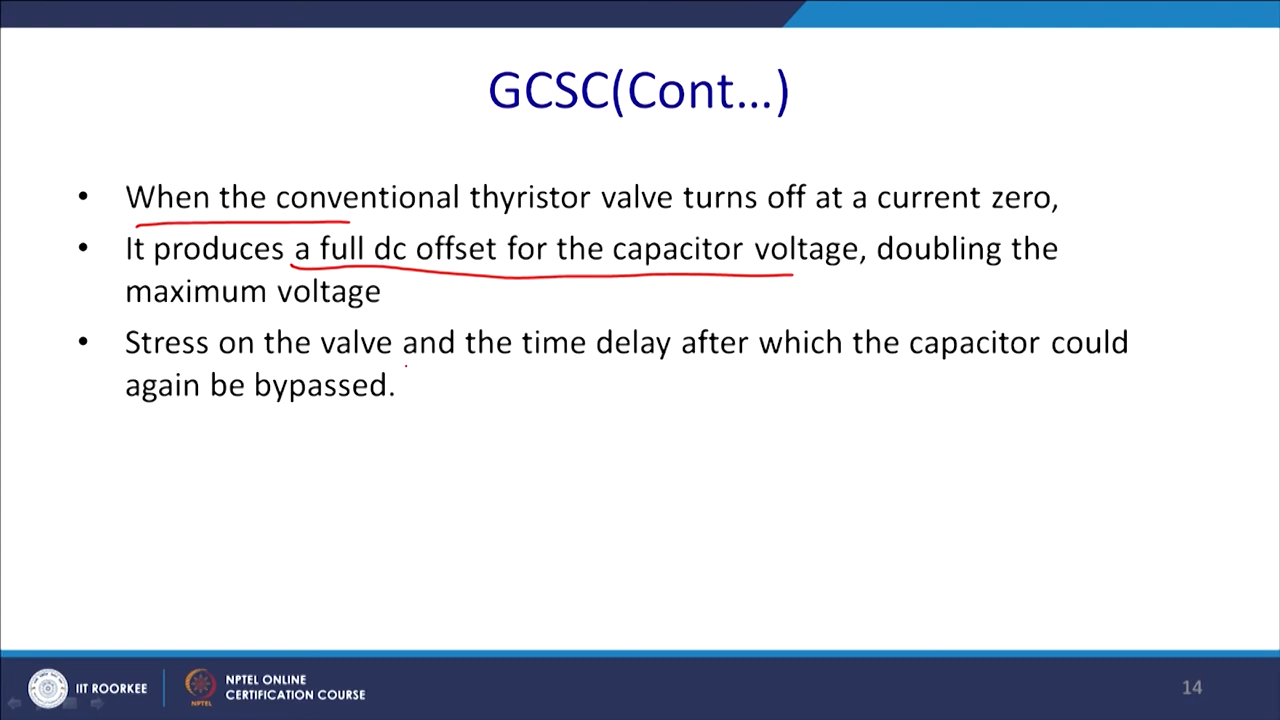 GCSC(Cont...)
• When the conventional thyristor valve turns off at a current zero,
• It produces a full dc offset for the capacitor voltage, doubling the
maximum voltage
• Stress on the valve and the time delay after which the capacitor could
again be bypassed.
IIT ROORKEE
NPTEL
NPTEL ONLINE
CERTIFICATION COURSE
14